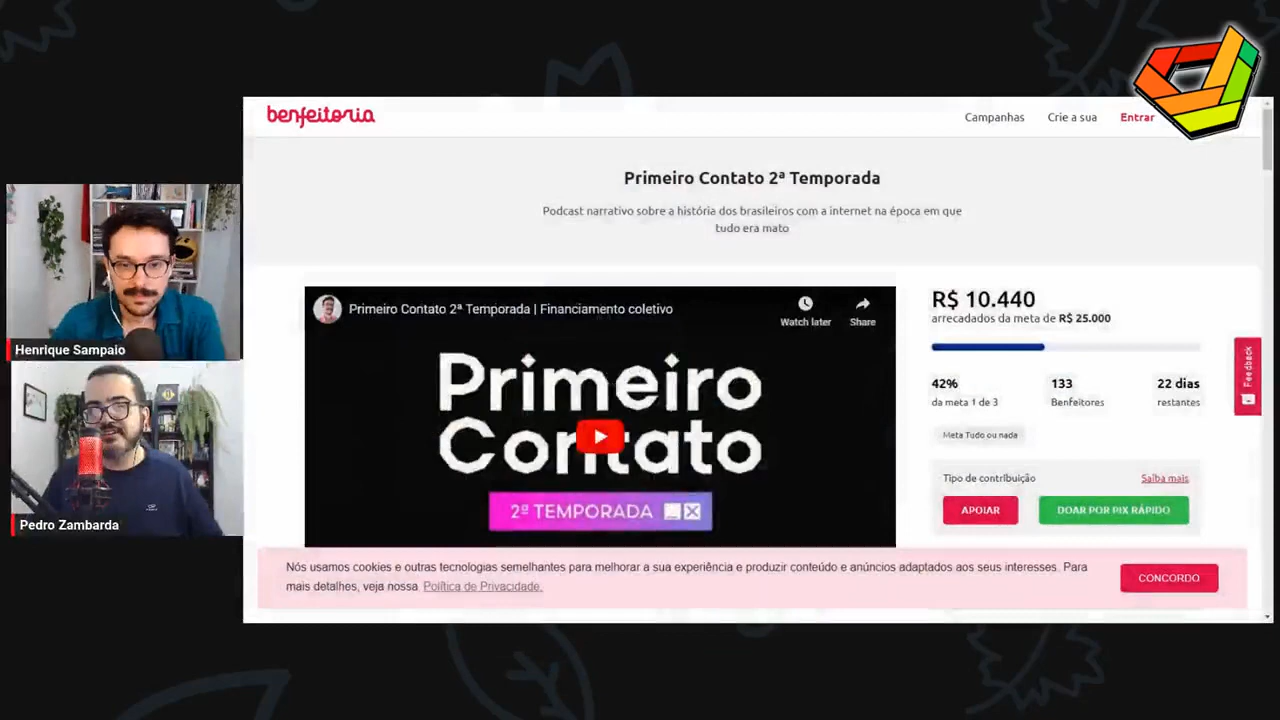 benfeitoria
Campanhas
Crie a sua
Entrar
Primeiro Contato 2ª Temporada
Podcast narrativo sobre a história dos brasileiros com a internet na época em que
tudo era mato
Primeiro Contato 2ª Temporada | Financiamento coletivo
Watch later
Share
Primeiro
Contato
2ª TEMPORADA
R$ 10.440
arrecadados da meta de R$ 25.000
42%
da meta 1 de 3
133
Benfeitores
22 dias
restantes
Meta Tudo ou nada
Tipo de contribuição
Saiba mais
APOIAR
DOAR POR PIX RÁPIDO
Feedback
Nós usamos cookies e outras tecnologias semelhantes para melhorar a sua experiência e produzir conteúdo e anúncios adaptados aos seus interesses. Para
mais detalhes, veja nossa Política de Privacidade.
CONCORDO
Henrique Sampaio
Pedro Zambarda